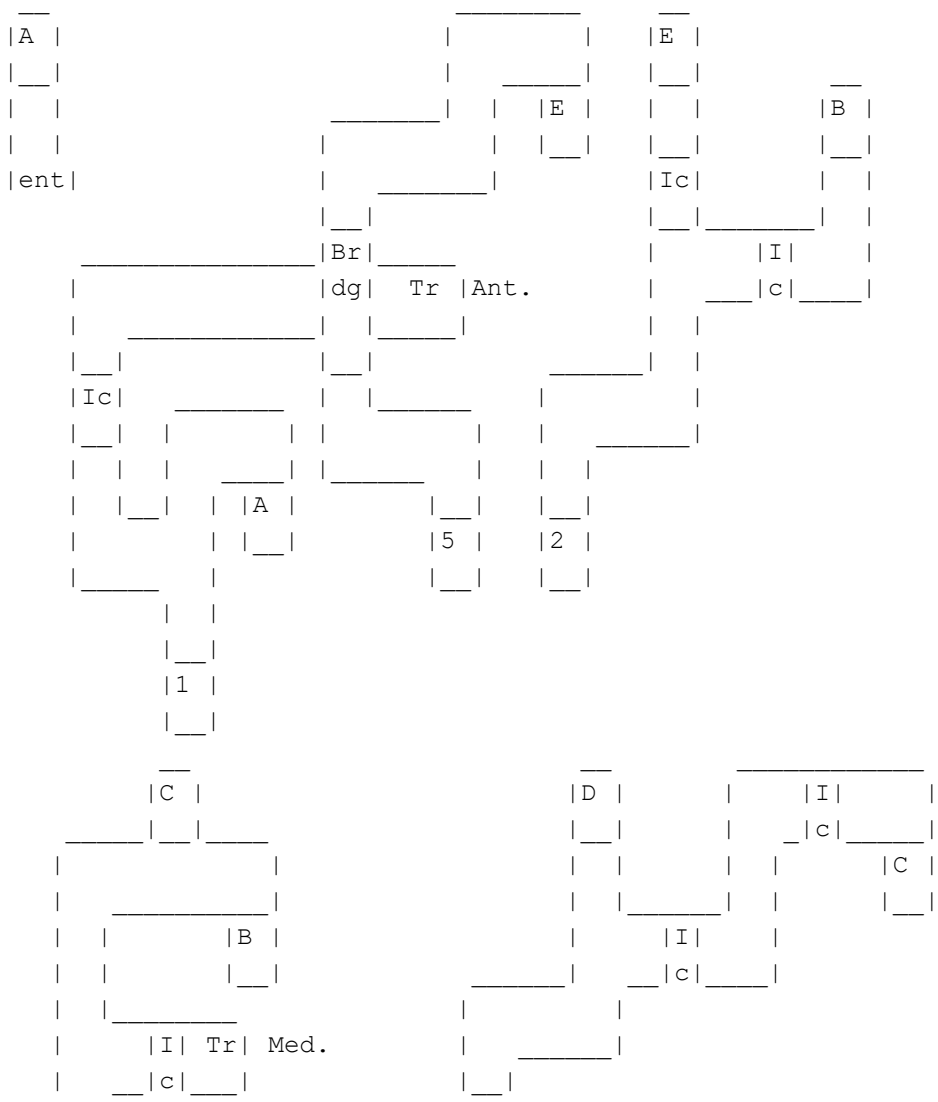 A E
E B
ent Ic
Br I
dg Tr Ant. c
Ic
A
5 2
1
C D I
c
C
B I
c
I Tr Med.
c